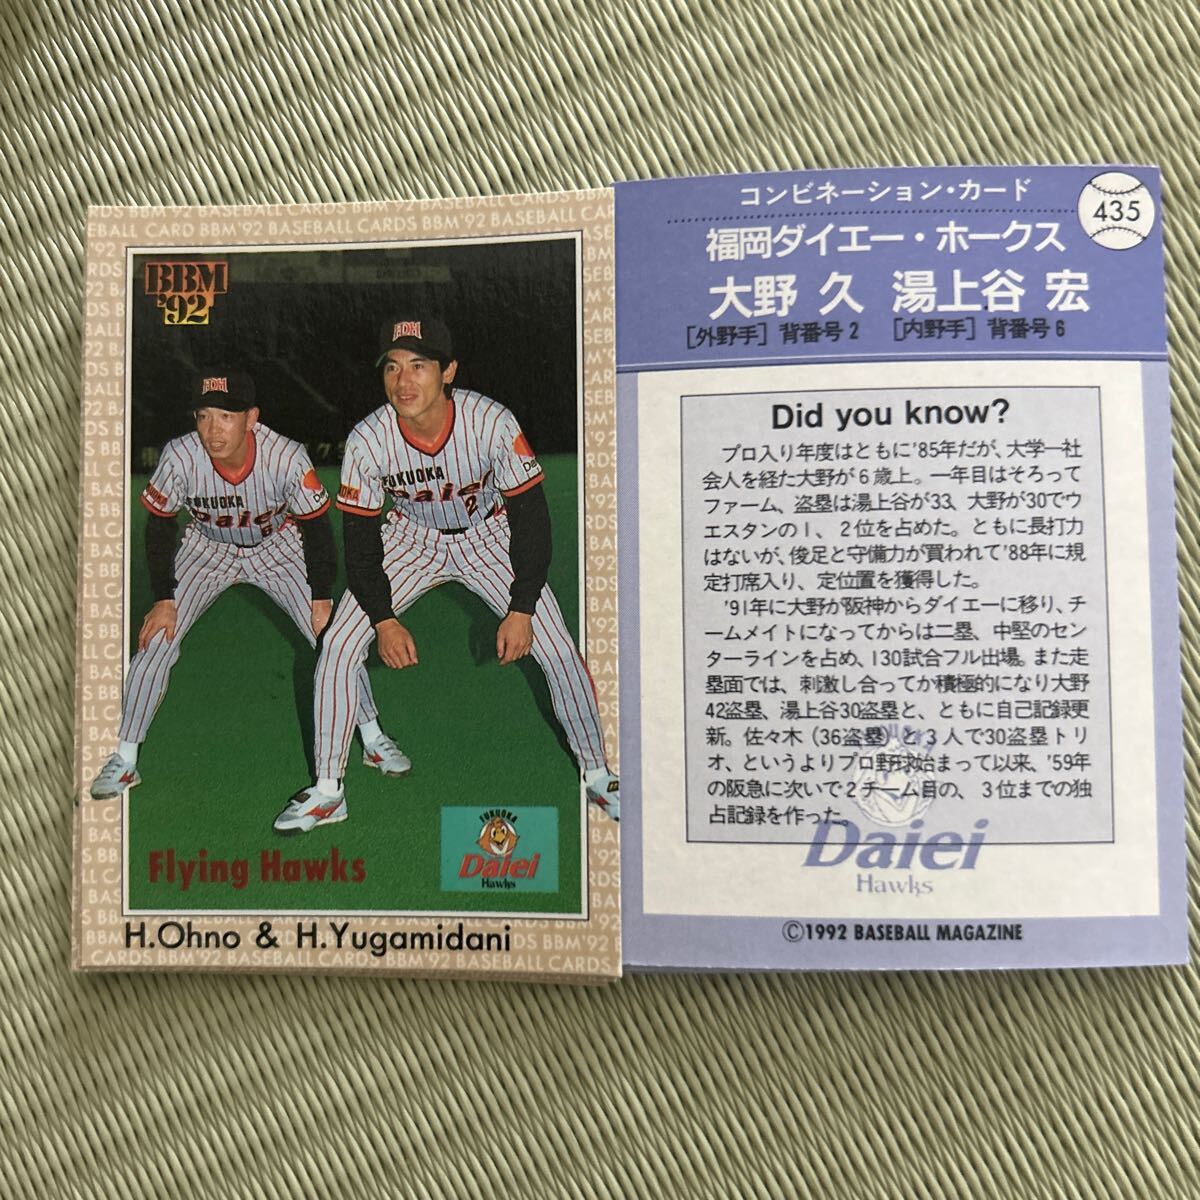 BBM
'92
HDH
HDH
FUKUOKA
Daiei
6
FUKUOKA
Daiei
2
Flying Hawks
FUKUOKA
Daiei
Hawks
H.Ohno & H.Yugamidani
コンビネーション・カード
435
福岡ダイエー・ホークス
大野 久 湯上谷 宏
[外野手] 背番号2 [内野手] 背番号6
Did you know?
プロ入り年度はともに'85年だが、大学―社
会人を経た大野が6歳上。一年目はそろって
ファーム、盗塁は湯上谷が33、大野が30でウ
エスタンの1、2位を占めた。ともに長打力
はないが、俊足と守備力が買われて'88年に規
定打席入り、定位置を獲得した。
'91年に大野が阪神からダイエーに移り、チ
ームメイトになってからは二塁、中堅のセン
ターラインを占め、130試合フル出場。また走
塁面では、刺激し合ってか積極的になり大野
42盗塁、湯上谷30盗塁と、ともに自己記録更
新。佐々木(36盗塁)と3人で30盗塁トリ
オ、というよりプロ野球始まって以来、'59年
の阪急に次いで2チーム目の、3位までの独
占記録を作った。
Daiei
Hawks
©1992 BASEBALL MAGAZINE